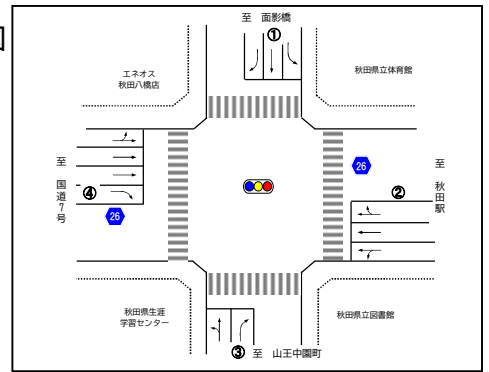 図
至 面影橋
①
エネオス
秋田八橋店
秋田県立体育館
至 国道7号
④
26
26
至 秋田駅
②
秋田県生涯
学習センター
秋田県立図書館
③ 至 山王中園町